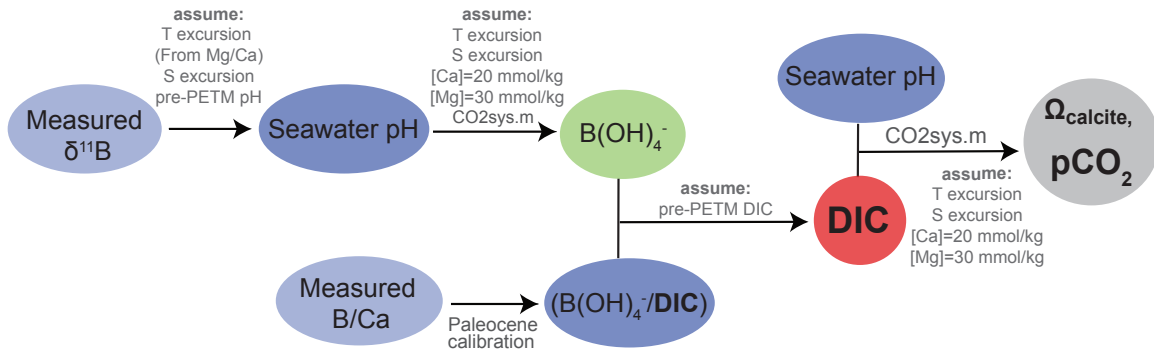 assume:
T excursion
(From Mg/Ca)
S excursion
pre-PETM pH
Measured
δ¹¹B
Seawater pH
assume:
T excursion
S excursion
[Ca]=20 mmol/kg
[Mg]=30 mmol/kg
CO2sys.m
B(OH)₄⁻
Measured
B/Ca
Paleocene
calibration
(B(OH)₄⁻/DIC)
assume:
pre-PETM DIC
Seawater pH
DIC
CO2sys.m
assume:
T excursion
S excursion
[Ca]=20 mmol/kg
[Mg]=30 mmol/kg
Ωcalcite,
pCO₂